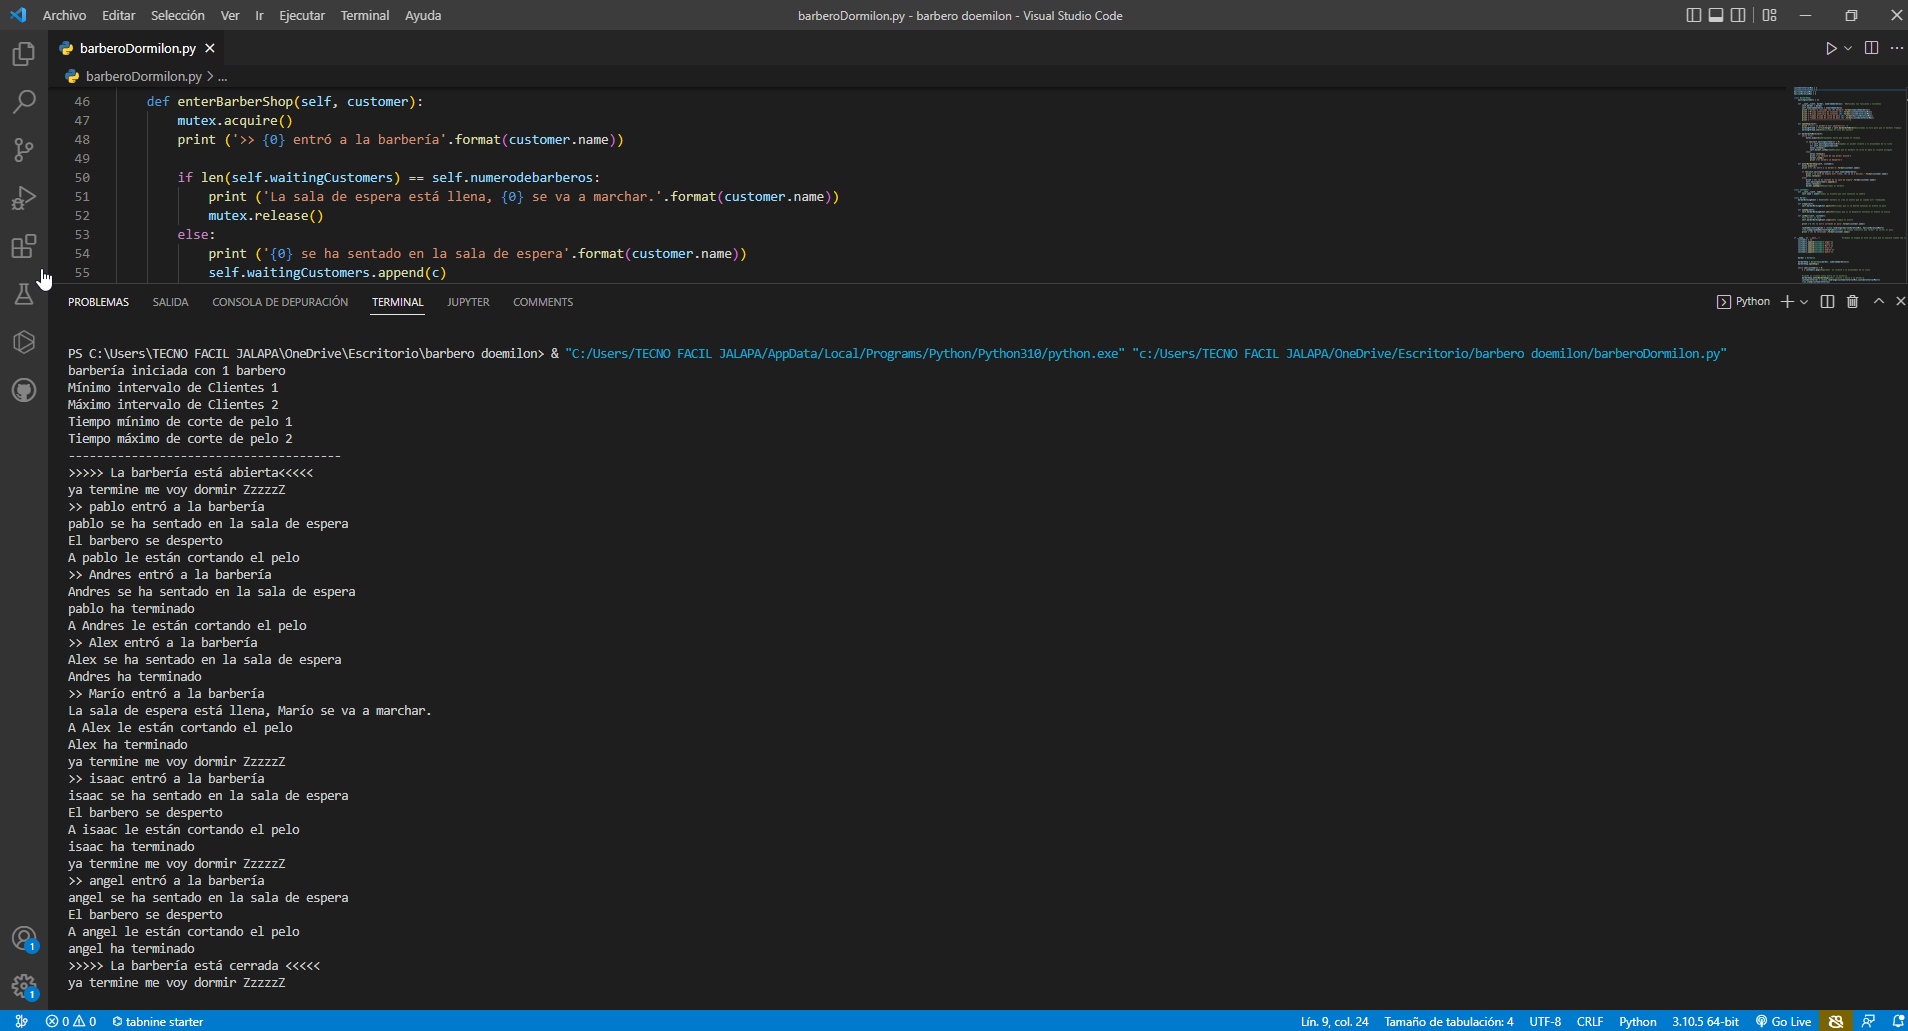 Archivo Editar Selección Ver Ir Ejecutar Terminal Ayuda
barberoDormilon.py - barbero doemilon - Visual Studio Code
barberoDormilon.py
barberoDormilon.py > ...
46 def enterBarberShop(self, customer):
47 mutex.acquire()
48 print ('>> {0} entró a la barbería'.format(customer.name))
49
50 if len(self.waitingCustomers) == self.numerodebarberos:
51 print ('La sala de espera está llena, {0} se va a marchar.'.format(customer.name))
52 mutex.release()
53 else:
54 print ('{0} se ha sentado en la sala de espera'.format(customer.name))
55 self.waitingCustomers.append(c)
PROBLEMAS SALIDA CONSOLA DE DEPURACIÓN TERMINAL JUPYTER COMMENTS
Python
PS C:\Users\TECNO FACIL JALAPA\OneDrive\Escritorio\barbero doemilon> & "C:/Users/TECNO FACIL JALAPA/AppData/Local/Programs/Python/Python310/python.exe" "c:/Users/TECNO FACIL JALAPA/OneDrive/Escritorio/barbero doemilon/barberoDormilon.py"
barbería iniciada con 1 barbero
Mínimo intervalo de Clientes 1
Máximo intervalo de Clientes 2
Tiempo mínimo de corte de pelo 1
Tiempo máximo de corte de pelo 2
---------------------------------------
>>>>> La barbería está abierta<<<<<
ya termine me voy dormir ZzzzzZ
>> pablo entró a la barbería
pablo se ha sentado en la sala de espera
El barbero se desperto
A pablo le están cortando el pelo
>> Andres entró a la barbería
Andres se ha sentado en la sala de espera
pablo ha terminado
A Andres le están cortando el pelo
>> Alex entró a la barbería
Alex se ha sentado en la sala de espera
Andres ha terminado
>> Marío entró a la barbería
La sala de espera está llena, Marío se va a marchar.
A Alex le están cortando el pelo
Alex ha terminado
ya termine me voy dormir ZzzzzZ
>> isaac entró a la barbería
isaac se ha sentado en la sala de espera
El barbero se desperto
A isaac le están cortando el pelo
isaac ha terminado
ya termine me voy dormir ZzzzzZ
>> angel entró a la barbería
angel se ha sentado en la sala de espera
El barbero se desperto
A angel le están cortando el pelo
angel ha terminado
>>>>> La barbería está cerrada <<<<<
ya termine me voy dormir ZzzzzZ
1
1
0 0 tabnine starter
Lín. 9, col. 24 Tamaño de tabulación: 4 UTF-8 CRLF Python 3.10.5 64-bit Go Live